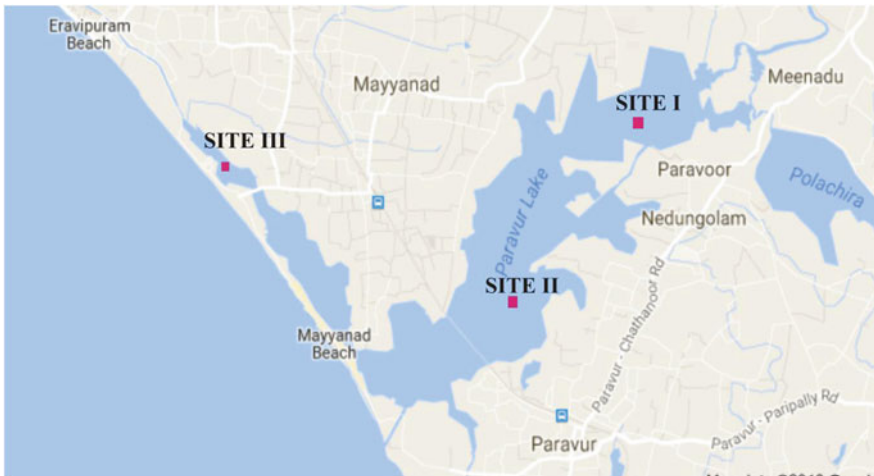 Eravipuram
Beach
Mayyanad
Meenadu
SITE I
SITE III
Paravoor
Polachira
Nedungolam
Paravur Lake
SITE II
Paravur - Chathanoor Rd
Mayyanad
Beach
Paravur - Paripally Rd
Paravur